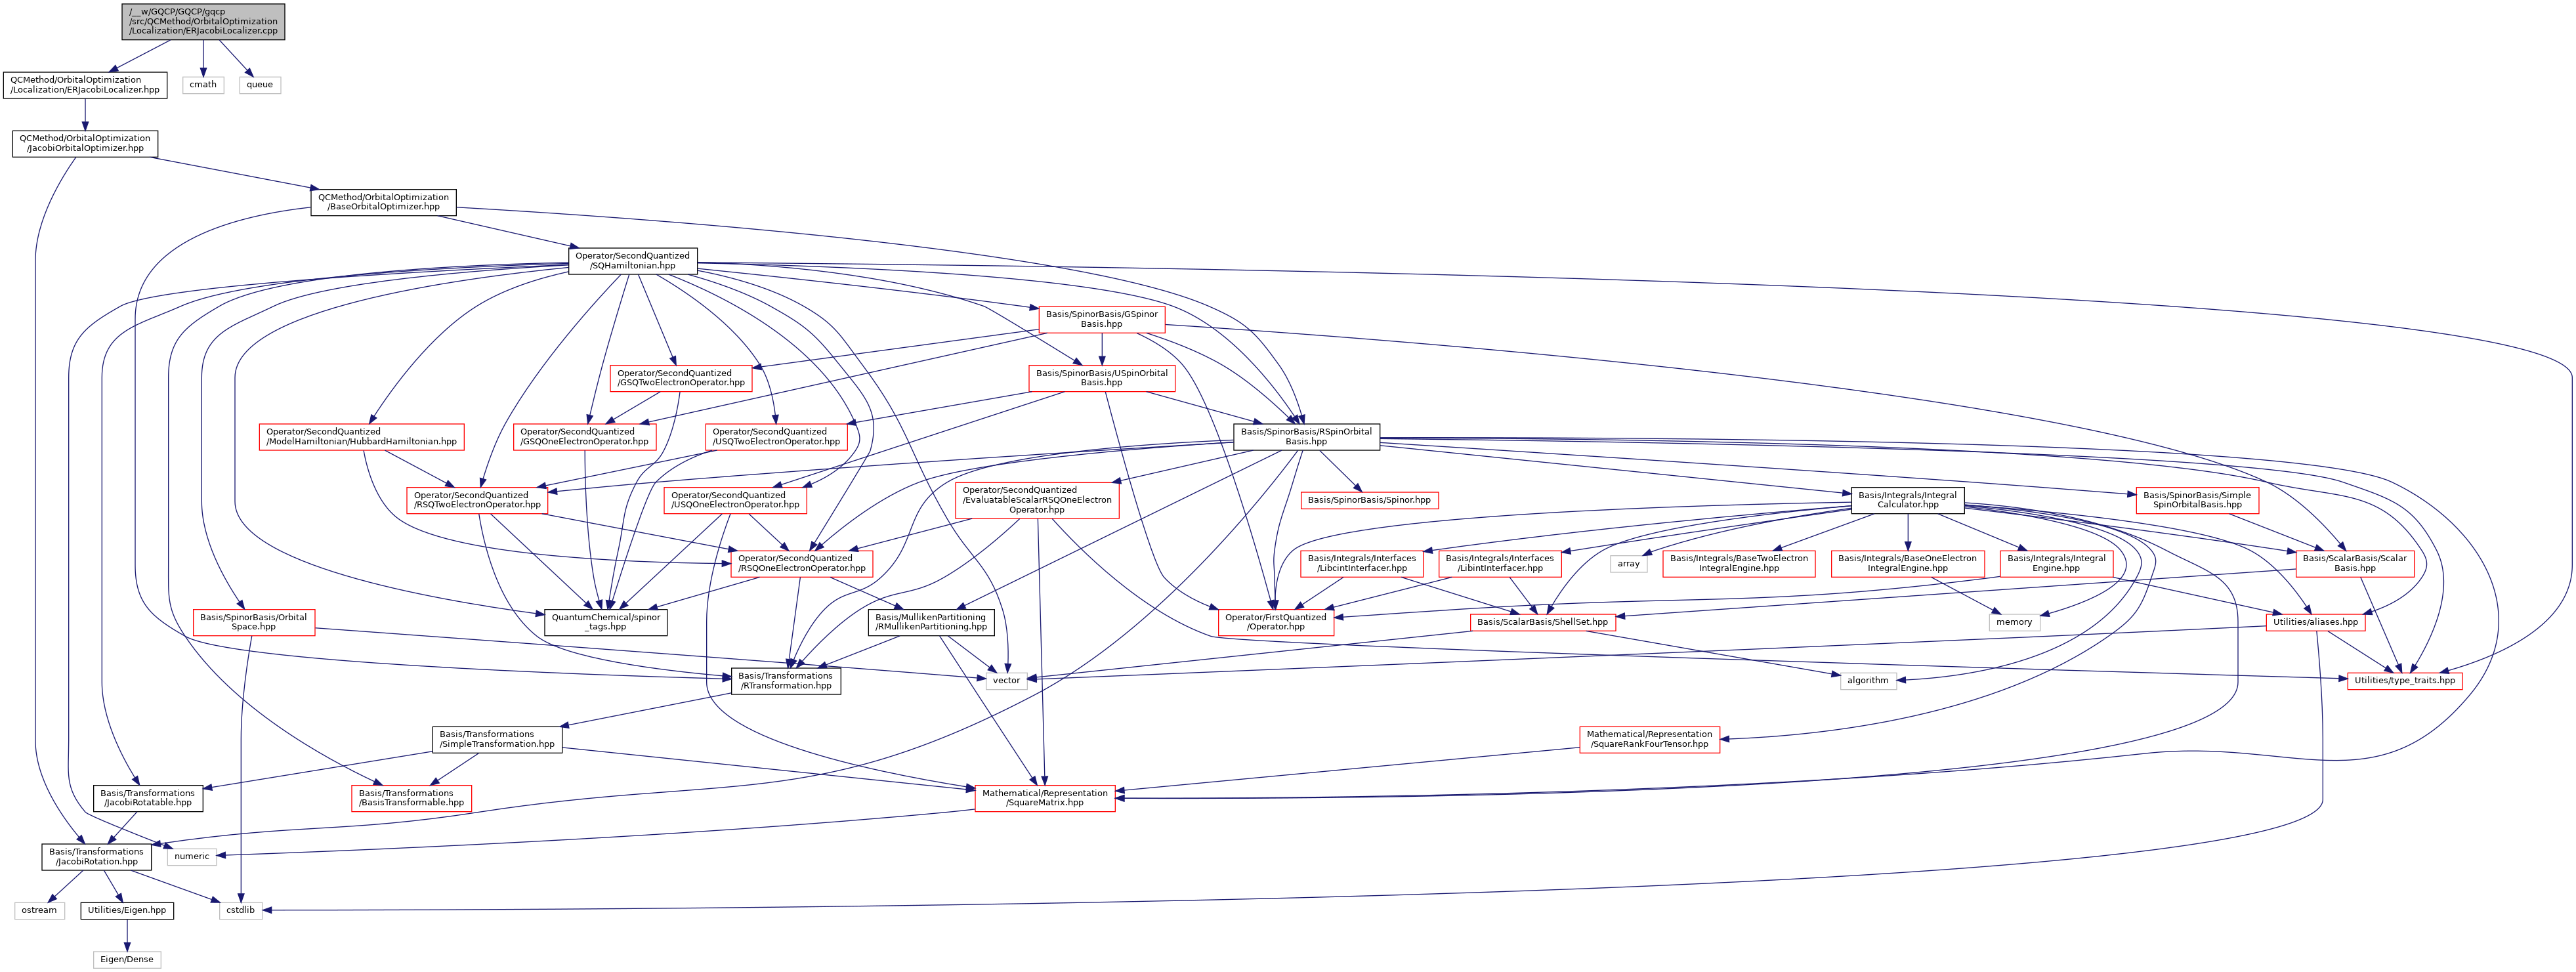 /__w/GQCP/GQCP/gqcp
/src/QCMethod/OrbitalOptimization
/Localization/ERJacobiLocalizer.cpp
QCMethod/OrbitalOptimization
/Localization/ERJacobiLocalizer.hpp
cmath
queue
QCMethod/OrbitalOptimization
/JacobiOrbitalOptimizer.hpp
QCMethod/OrbitalOptimization
/BaseOrbitalOptimizer.hpp
Operator/SecondQuantized
/SQHamiltonian.hpp
Basis/SpinorBasis/GSpinor
Basis.hpp
Operator/SecondQuantized
/GSQTwoElectronOperator.hpp
Basis/SpinorBasis/USpinOrbital
Basis.hpp
Operator/SecondQuantized
/ModelHamiltonian/HubbardHamiltonian.hpp
Operator/SecondQuantized
/GSQOneElectronOperator.hpp
Operator/SecondQuantized
/USQTwoElectronOperator.hpp
Basis/SpinorBasis/RSpinOrbital
Basis.hpp
Operator/SecondQuantized
/RSQTwoElectronOperator.hpp
Operator/SecondQuantized
/USQOneElectronOperator.hpp
Operator/SecondQuantized
/EvaluatableScalarRSQOneElectron
Operator.hpp
Basis/SpinorBasis/Spinor.hpp
Basis/Integrals/Integral
Calculator.hpp
Basis/SpinorBasis/Simple
SpinOrbitalBasis.hpp
Operator/SecondQuantized
/RSQOneElectronOperator.hpp
Basis/Integrals/Interfaces
/LibcintInterfacer.hpp
Basis/Integrals/Interfaces
/LibintInterfacer.hpp
array
Basis/Integrals/BaseTwoElectron
IntegralEngine.hpp
Basis/Integrals/BaseOneElectron
IntegralEngine.hpp
Basis/Integrals/Integral
Engine.hpp
Basis/ScalarBasis/Scalar
Basis.hpp
Basis/SpinorBasis/Orbital
Space.hpp
QuantumChemical/spinor
_tags.hpp
Basis/MullikenPartitioning
/RMullikenPartitioning.hpp
Operator/FirstQuantized
/Operator.hpp
Basis/ScalarBasis/ShellSet.hpp
memory
Utilities/aliases.hpp
Basis/Transformations
/RTransformation.hpp
vector
algorithm
Utilities/type_traits.hpp
Basis/Transformations
/SimpleTransformation.hpp
Mathematical/Representation
/SquareRankFourTensor.hpp
Basis/Transformations
/JacobiRotatable.hpp
Basis/Transformations
/BasisTransformable.hpp
Mathematical/Representation
/SquareMatrix.hpp
Basis/Transformations
/JacobiRotation.hpp
numeric
ostream
Utilities/Eigen.hpp
cstdlib
Eigen/Dense